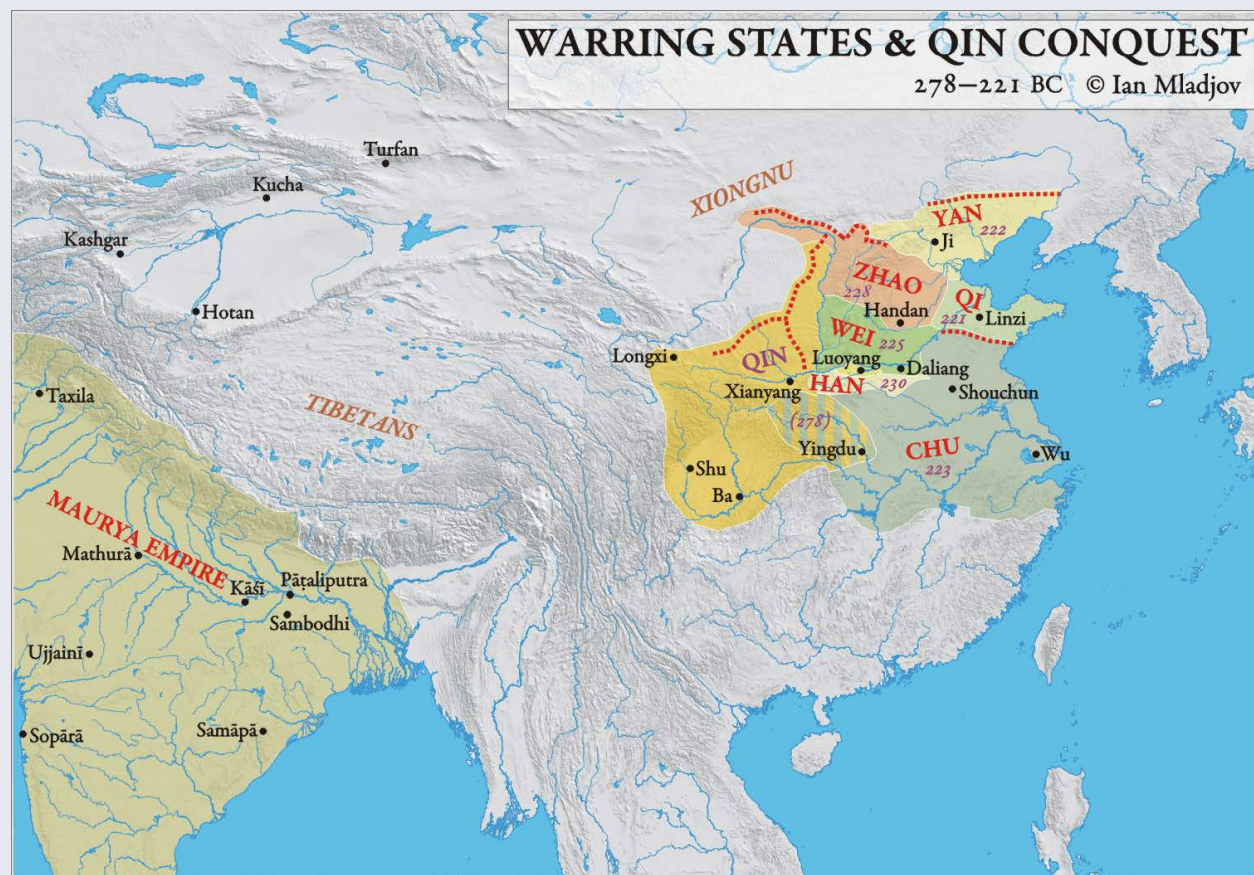 WARRING STATES & QIN CONQUEST
278–221 BC © Ian Mladjov
Turfan
Kucha
XIONGNU
YAN
222
Kashgar
Ji
ZHAO
228
QI
221
Hotan
Handan
Linzi
WEI 225
Longxi
QIN
Luoyang
Daliang
Taxila
Xianyang
HAN
230
Shouchun
TIBETANS
(278)
Yingdu
CHU
223
Wu
Shu
Ba
MAURYA EMPIRE
Mathurā
Kāśī
Pāṭaliputra
Sambodhi
Ujjainī
Sopārā
Samāpā